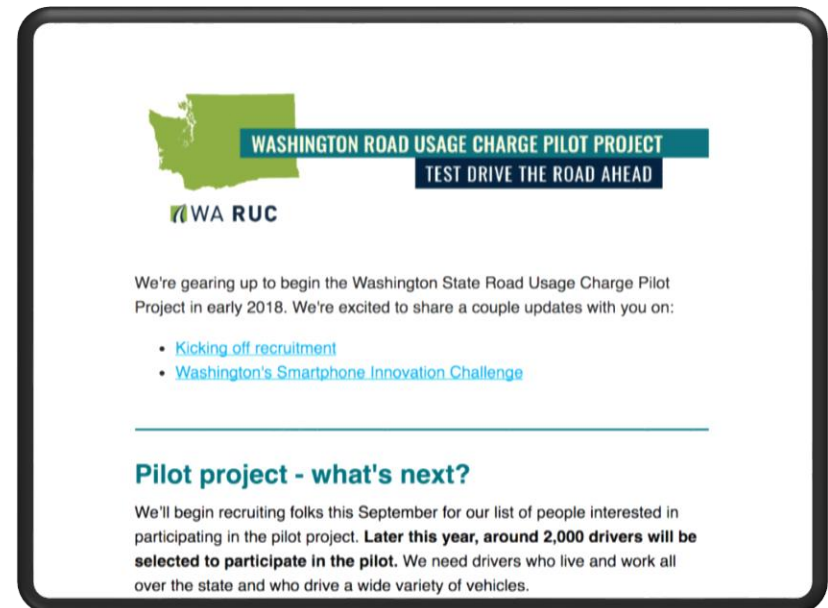 WASHINGTON ROAD USAGE CHARGE PILOT PROJECT
TEST DRIVE THE ROAD AHEAD
WA RUC
We're gearing up to begin the Washington State Road Usage Charge Pilot
Project in early 2018. We're excited to share a couple updates with you on:
• Kicking off recruitment
• Washington's Smartphone Innovation Challenge
Pilot project - what's next?
We'll begin recruiting folks this September for our list of people interested in
participating in the pilot project. Later this year, around 2,000 drivers will be
selected to participate in the pilot. We need drivers who live and work all
over the state and who drive a wide variety of vehicles.